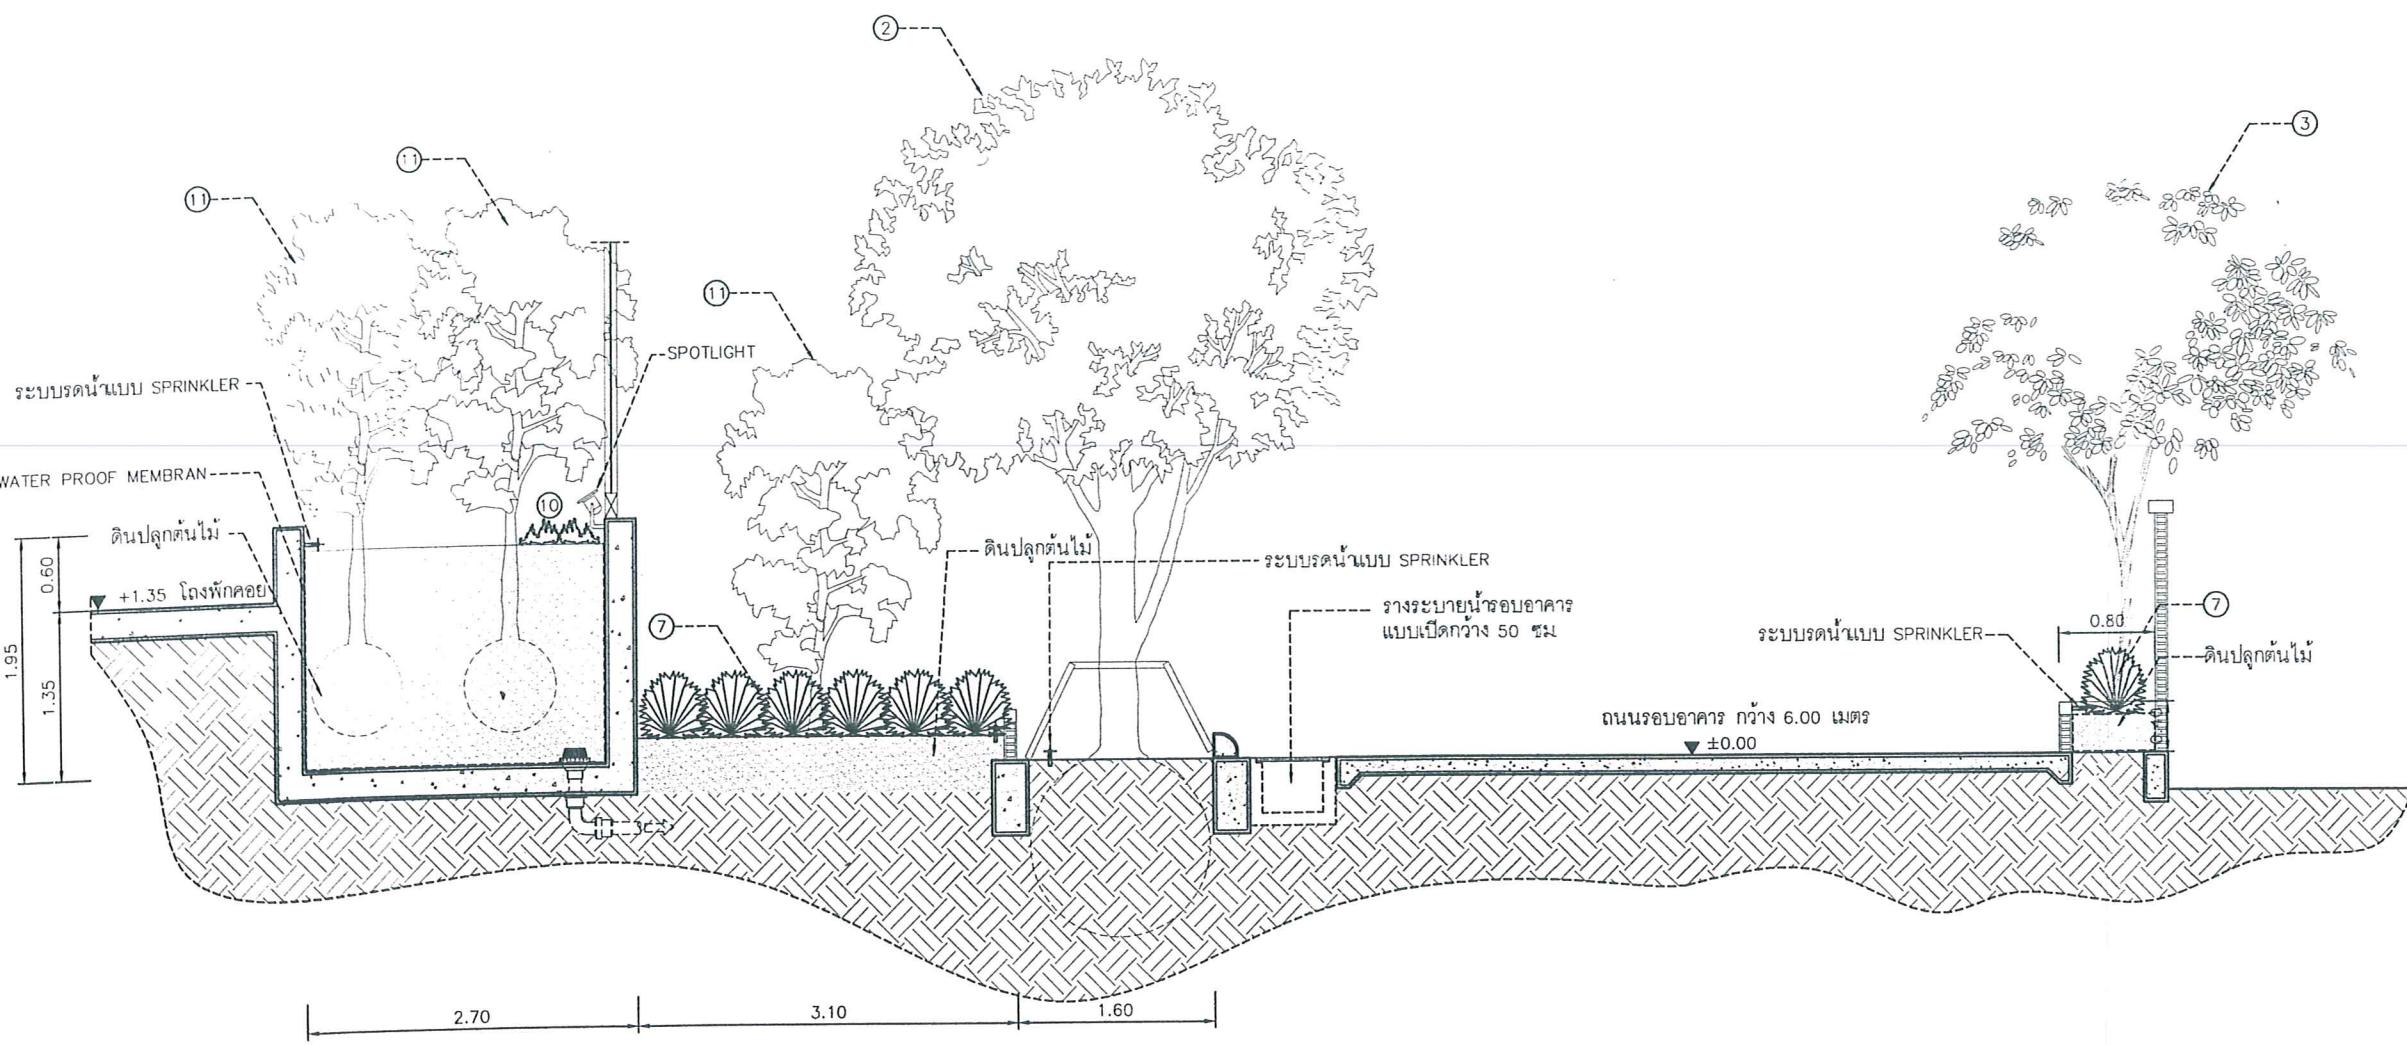 2
3
11
11
11
SPOTLIGHT
ระบบรดน้ำแบบ SPRINKLER
WATER PROOF MEMBRAN
10
ดินปลูกต้นไม้
ดินปลูกต้นไม้
ระบบรดน้ำแบบ SPRINKLER
0.60
+1.35 โถงพักคอย
1.95
1.35
7
รางระบายน้ำรอบอาคาร
แบบเปิดกว้าง 50 ซม
7
0.80
ระบบรดน้ำแบบ SPRINKLER
ดินปลูกต้นไม้
ถนนรอบอาคาร กว้าง 6.00 เมตร
±0.00
2.70
3.10
1.60